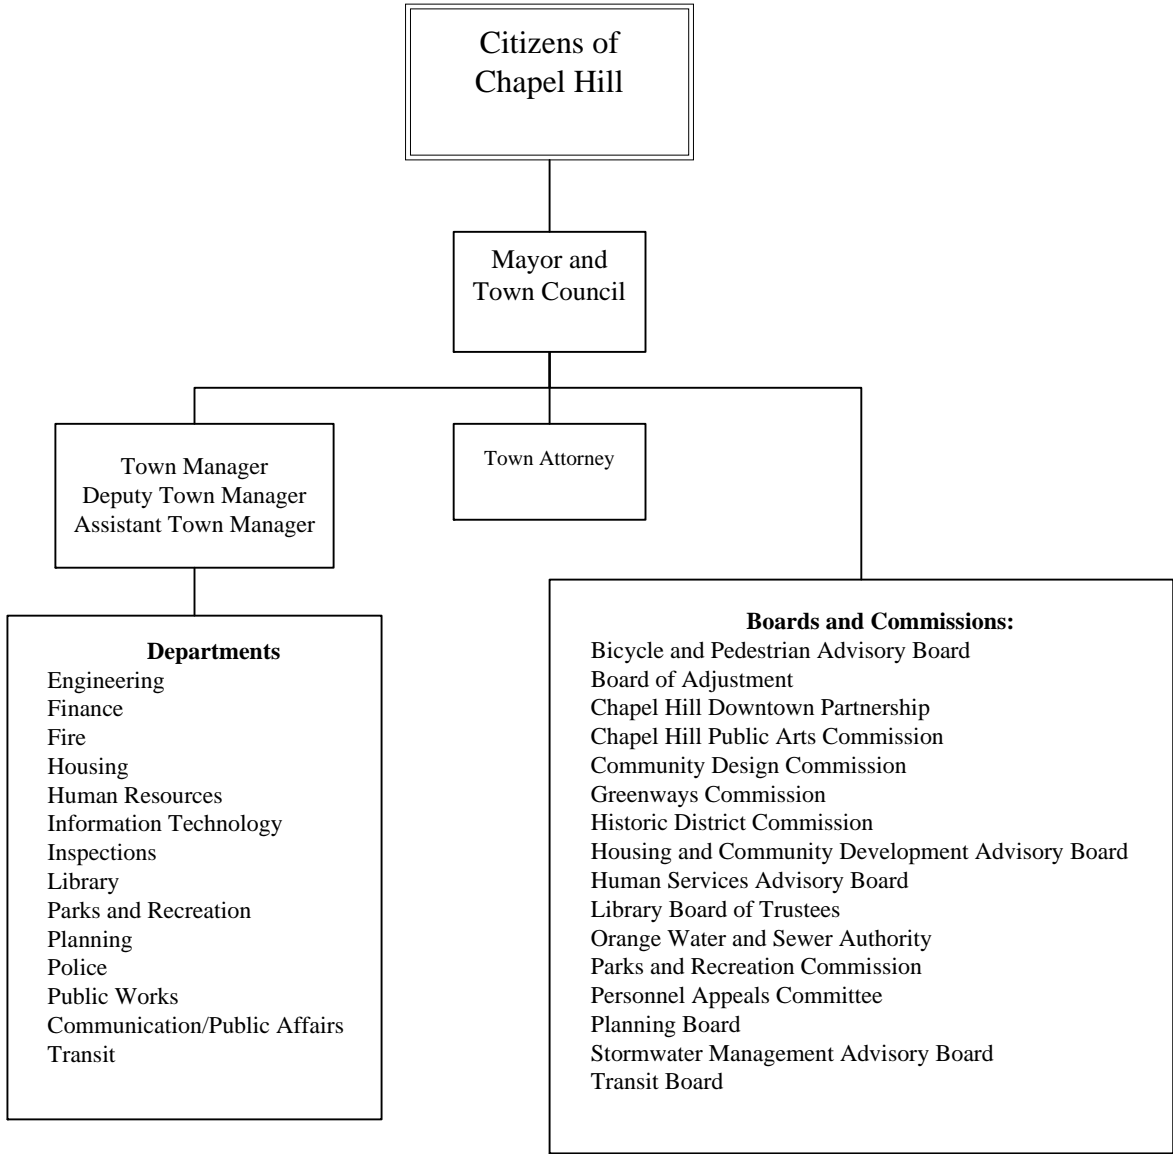 Citizens of
Chapel Hill
Mayor and
Town Council
Town Manager
Deputy Town Manager
Assistant Town Manager
Town Attorney
Departments
Engineering
Finance
Fire
Housing
Human Resources
Information Technology
Inspections
Library
Parks and Recreation
Planning
Police
Public Works
Communication/Public Affairs
Transit
Boards and Commissions:
Bicycle and Pedestrian Advisory Board
Board of Adjustment
Chapel Hill Downtown Partnership
Chapel Hill Public Arts Commission
Community Design Commission
Greenways Commission
Historic District Commission
Housing and Community Development Advisory Board
Human Services Advisory Board
Library Board of Trustees
Orange Water and Sewer Authority
Parks and Recreation Commission
Personnel Appeals Committee
Planning Board
Stormwater Management Advisory Board
Transit Board